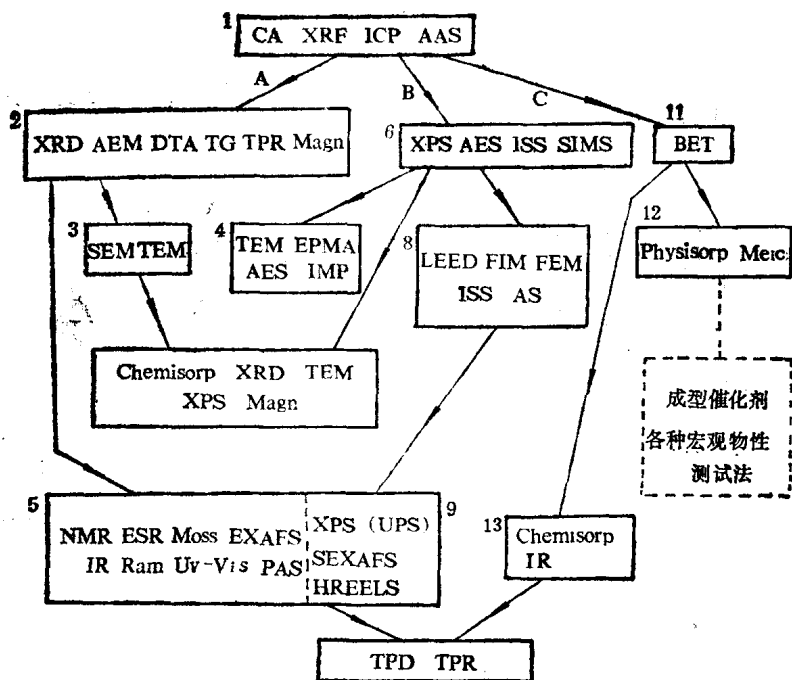 1
CA XRF ICP AAS
A
B
C
2
XRD AEM DTA TG TPR Magn
6
XPS AES ISS SIMS
11
BET
3
SEM TEM
4
TEM EPMA
AES IMP
8
LEED FIM FEM
ISS AS
12
Physisorp Meic
Chemisorp XRD TEM
XPS Magn
成型催化剂
各种宏观物性
测试法
5
NMR ESR Moss EXAFS
IR Ram Uv-Vis PAS
9
XPS (UPS)
SEXAFS
HREELS
13
Chemisorp
IR
TPD TPR